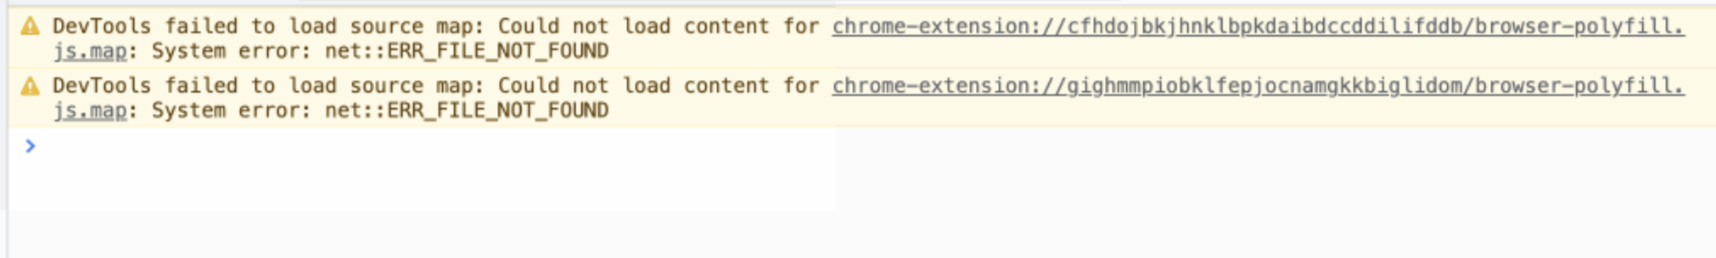 DevTools failed to load source map: Could not load content for chrome-extension://cfhdojbkjhnklbpkdaibdccddilifddb/browser-polyfill.
js.map: System error: net::ERR_FILE_NOT_FOUND
DevTools failed to load source map: Could not load content for chrome-extension://gighmmpiobklfepjocnamgkkbiglidom/browser-polyfill.
js.map: System error: net::ERR_FILE_NOT_FOUND